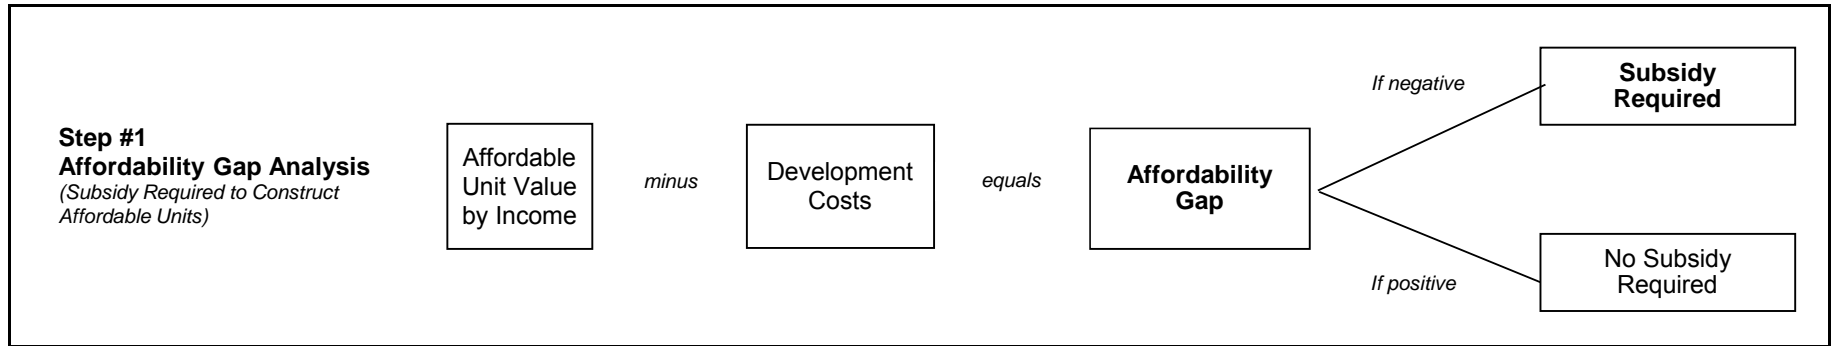 Step #1
Affordability Gap Analysis
(Subsidy Required to Construct
Affordable Units)
Affordable
Unit Value
by Income
minus
Development
Costs
equals
Affordability
Gap
If negative
Subsidy
Required
If positive
No Subsidy
Required